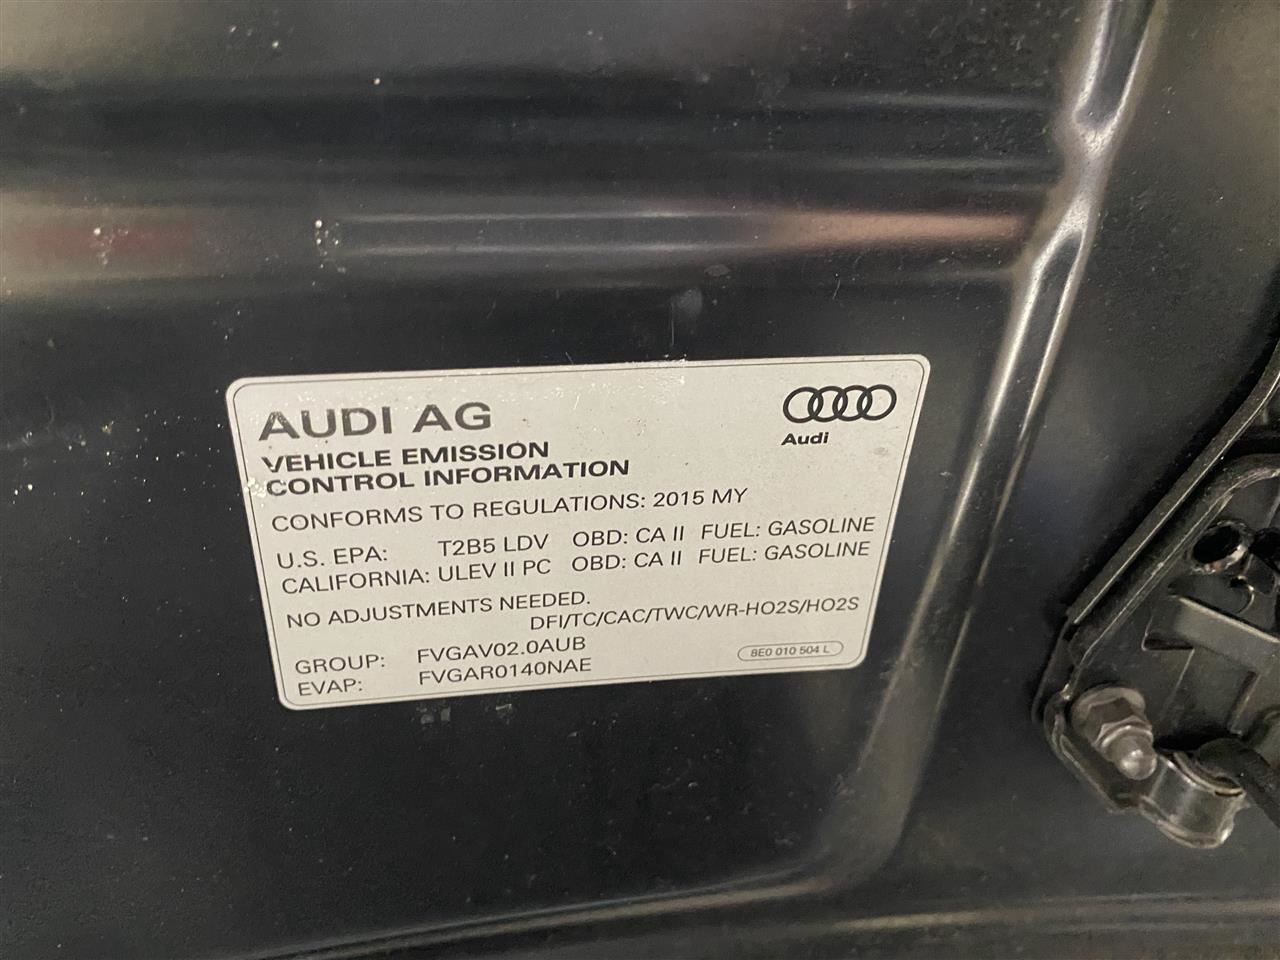 AUDI AG
Audi
VEHICLE EMISSION
CONTROL INFORMATION
CONFORMS TO REGULATIONS: 2015 MY
U.S. EPA: T2B5 LDV OBD: CA II FUEL: GASOLINE
CALIFORNIA: ULEV II PC OBD: CA II FUEL: GASOLINE
NO ADJUSTMENTS NEEDED.
DFI/TC/CAC/TWC/WR-HO2S/HO2S
GROUP: FVGAV02.0AUB
EVAP: FVGAR0140NAE
8E0 010 504 L